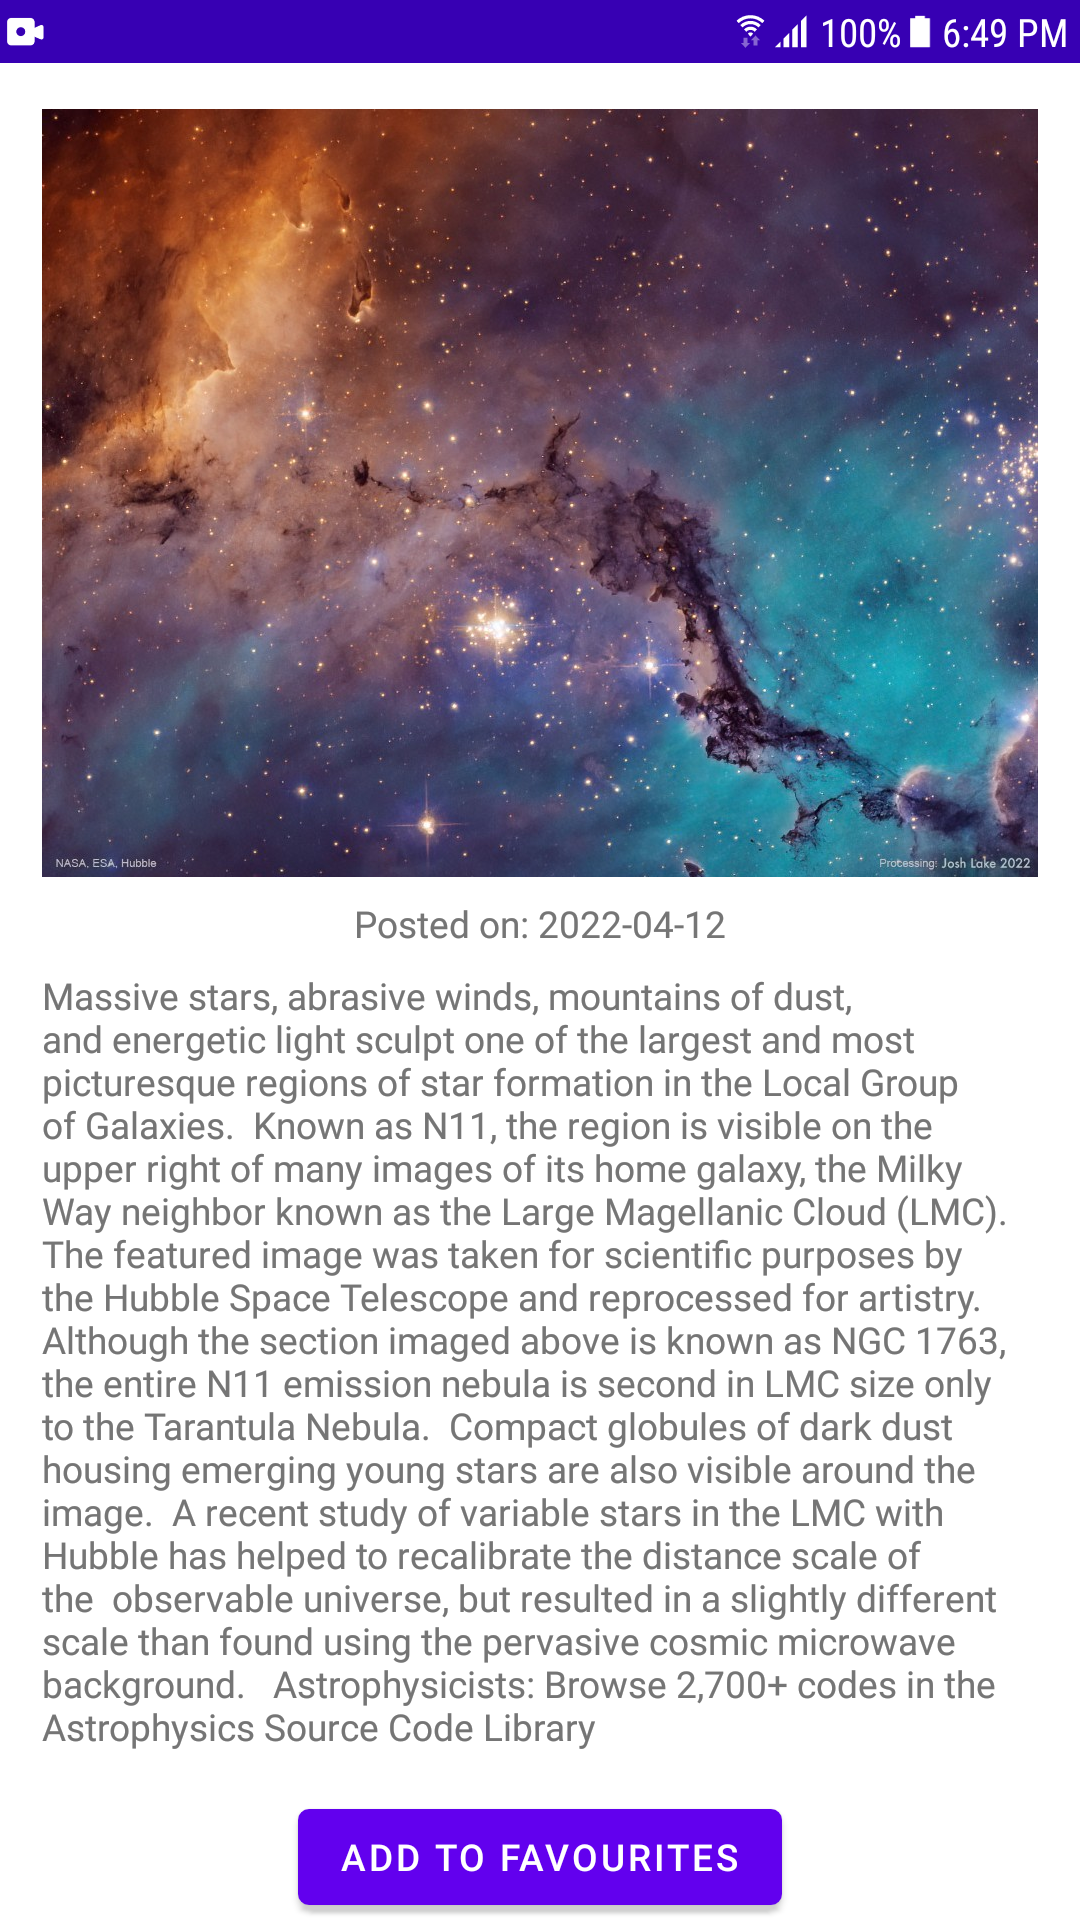 100% 6:49 PM
NASA, ESA, Hubble
Processing: Josh Lake 2022
Posted on: 2022-04-12
Massive stars, abrasive winds, mountains of dust,
and energetic light sculpt one of the largest and most
picturesque regions of star formation in the Local Group
of Galaxies.  Known as N11, the region is visible on the
upper right of many images of its home galaxy, the Milky
Way neighbor known as the Large Magellanic Cloud (LMC).
The featured image was taken for scientific purposes by
the Hubble Space Telescope and reprocessed for artistry.
Although the section imaged above is known as NGC 1763,
the entire N11 emission nebula is second in LMC size only
to the Tarantula Nebula.  Compact globules of dark dust
housing emerging young stars are also visible around the
image.  A recent study of variable stars in the LMC with
Hubble has helped to recalibrate the distance scale of
the  observable universe, but resulted in a slightly different
scale than found using the pervasive cosmic microwave
background.   Astrophysicists: Browse 2,700+ codes in the
Astrophysics Source Code Library
ADD TO FAVOURITES